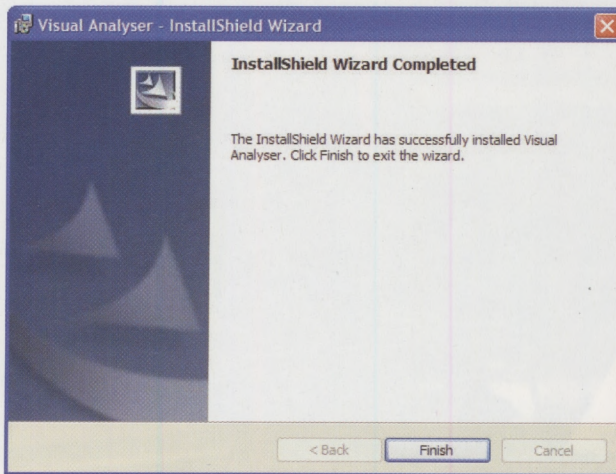 Visual Analyser - InstallShield Wizard
InstallShield Wizard Completed
The InstallShield Wizard has successfully installed Visual
Analyser. Click Finish to exit the wizard.
< Back
Finish
Cancel